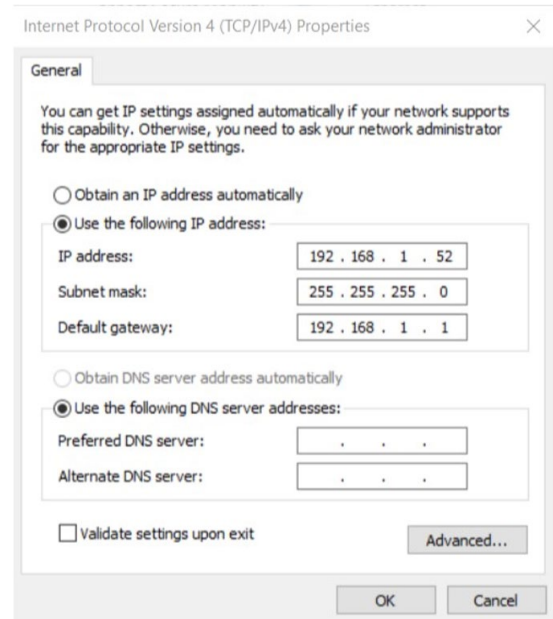 Internet Protocol Version 4 (TCP/IPv4) Properties
General
You can get IP settings assigned automatically if your network supports
this capability. Otherwise, you need to ask your network administrator
for the appropriate IP settings.
Obtain an IP address automatically
Use the following IP address:
IP address: 192 . 168 . 1 . 52
Subnet mask: 255 . 255 . 255 . 0
Default gateway: 192 . 168 . 1 . 1
Obtain DNS server address automatically
Use the following DNS server addresses:
Preferred DNS server: . . .
Alternate DNS server: . . .
Validate settings upon exit
Advanced...
OK Cancel